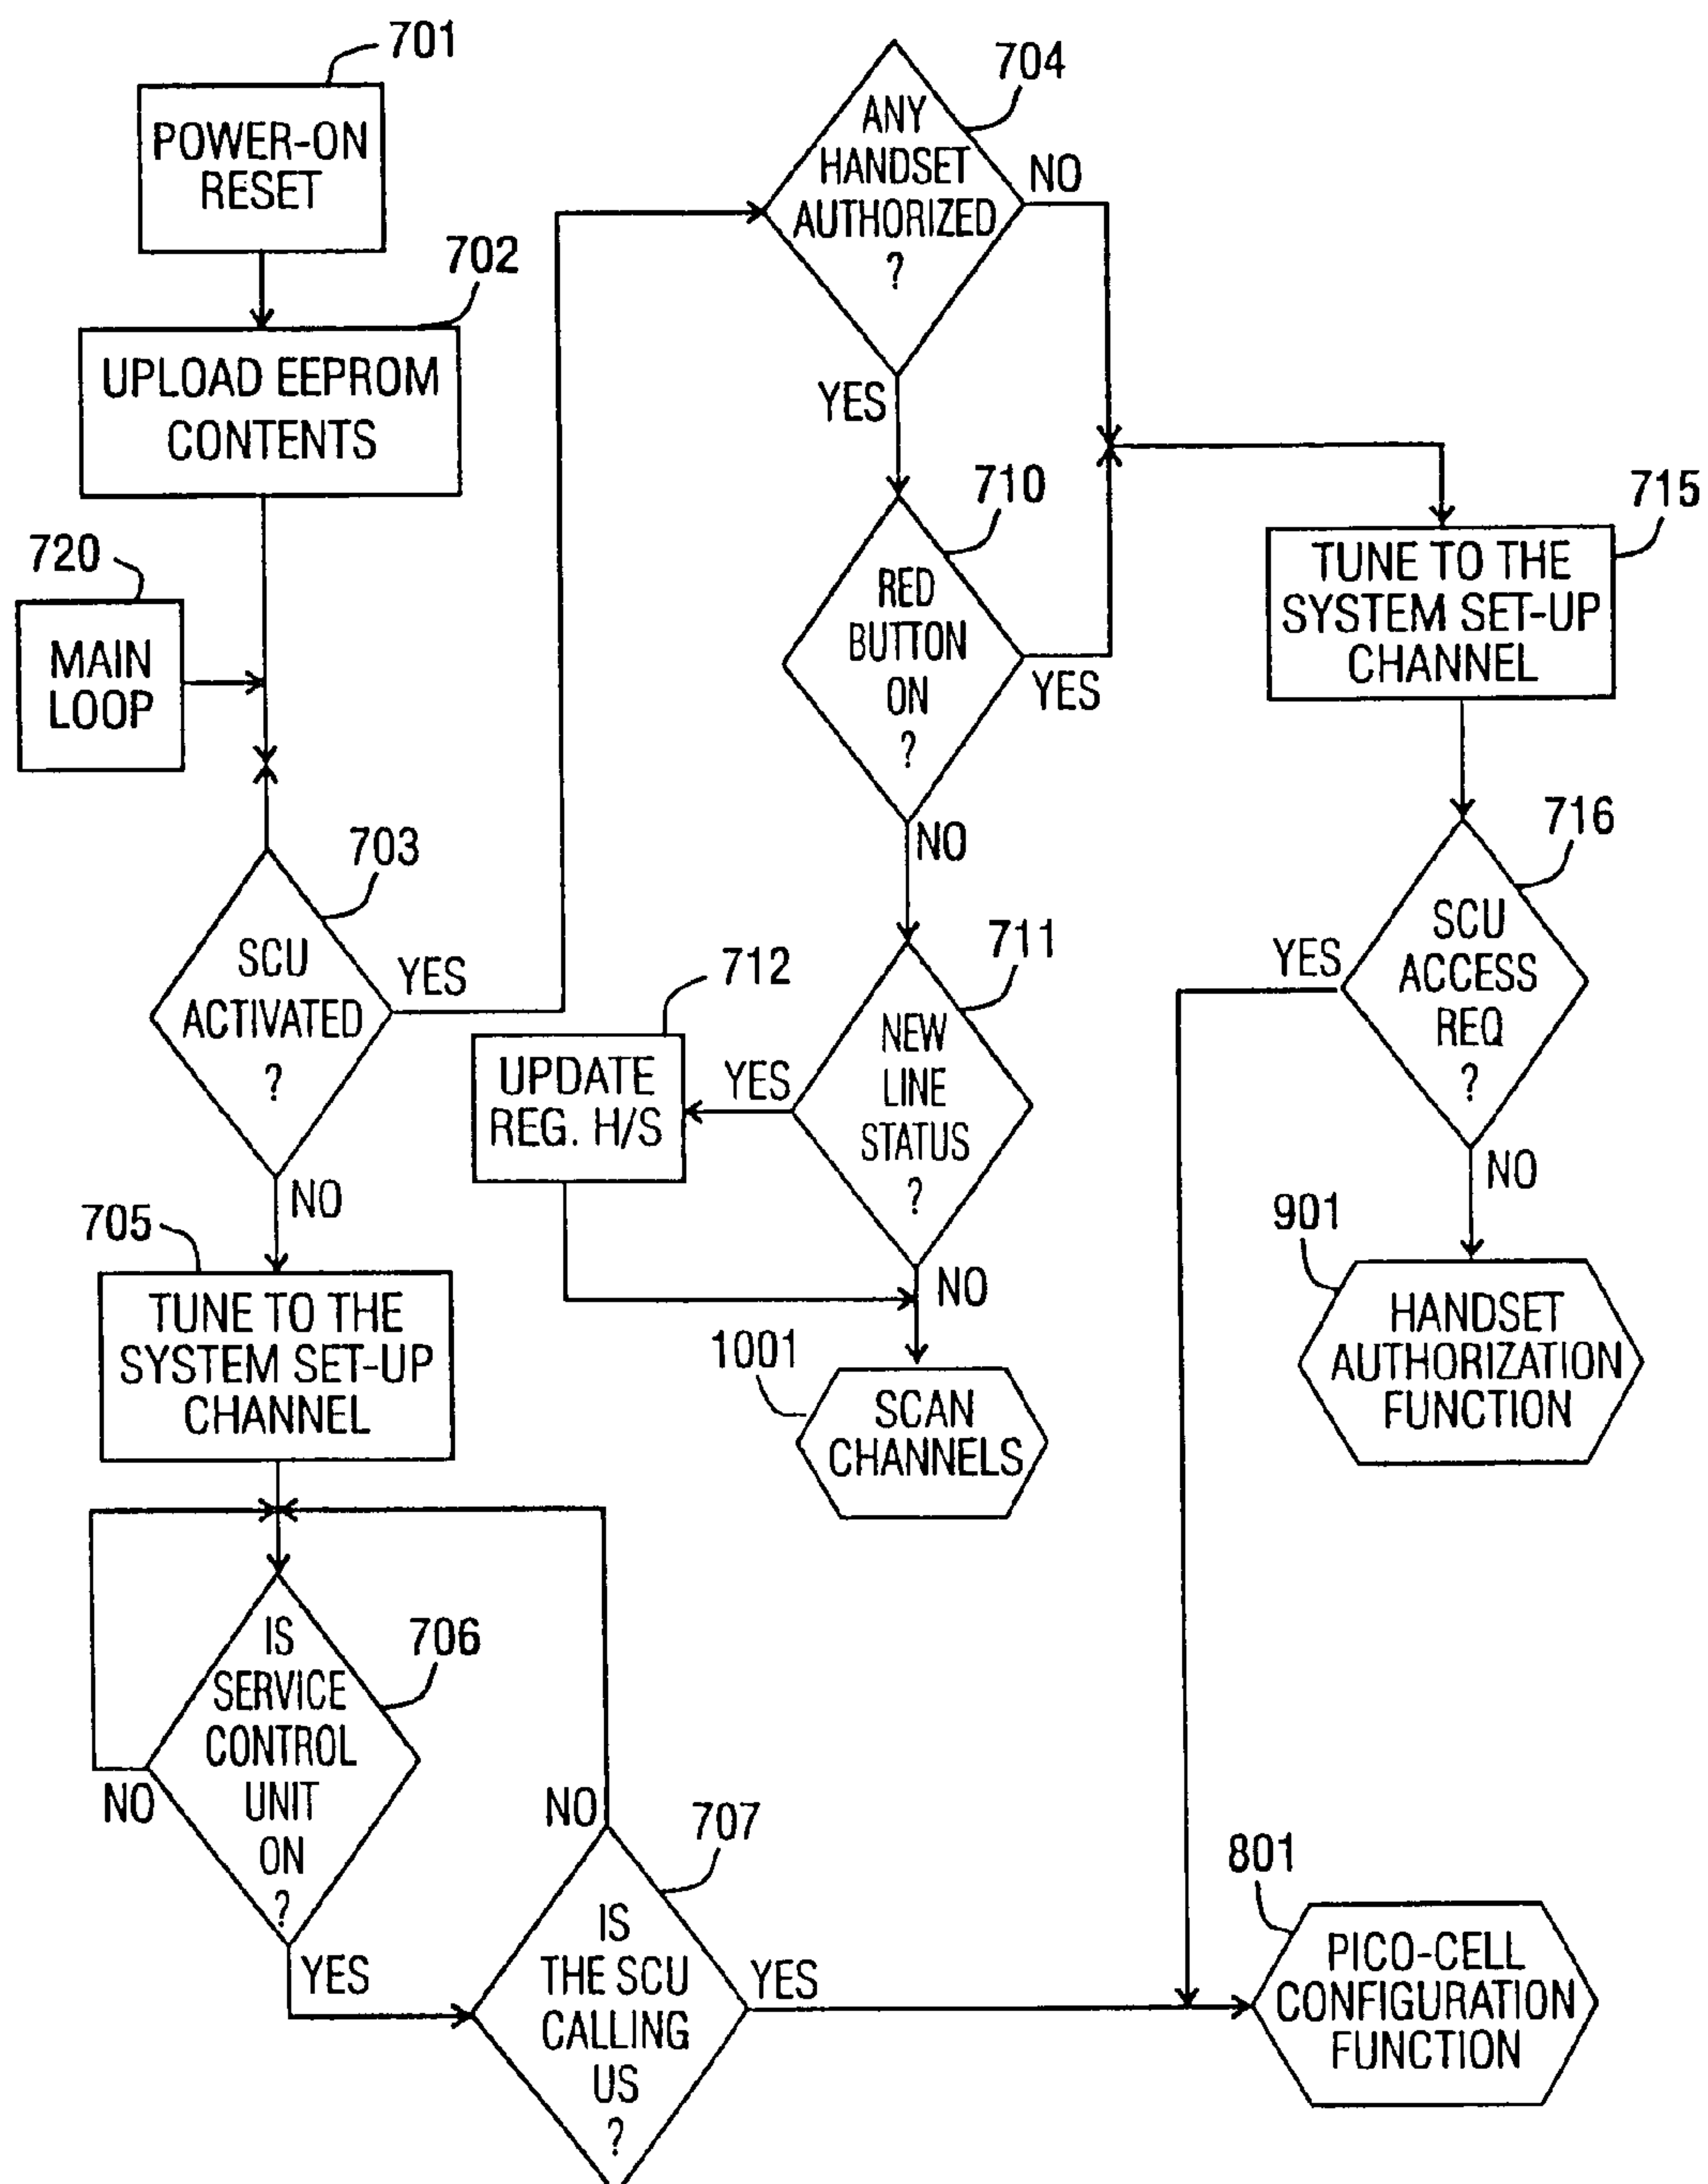 701
POWER-ON
RESET
702
UPLOAD EEPROM
CONTENTS
720
MAIN
LOOP
703
SCU
ACTIVATED
?
YES
NO
705
TUNE TO THE
SYSTEM SET-UP
CHANNEL
706
IS
SERVICE
CONTROL
UNIT
ON
?
NO
YES
707
NO
IS
THE SCU
CALLING
US
?
YES
704
ANY
HANDSET
AUTHORIZED
?
NO
YES
710
RED
BUTTON
ON
?
YES
NO
711
NEW
LINE
STATUS
?
YES
NO
712
UPDATE
REG. H/S
1001
SCAN
CHANNELS
715
TUNE TO THE
SYSTEM SET-UP
CHANNEL
716
SCU
ACCESS
REQ
?
YES
NO
901
HANDSET
AUTHORIZATION
FUNCTION
801
PICO-CELL
CONFIGURATION
FUNCTION